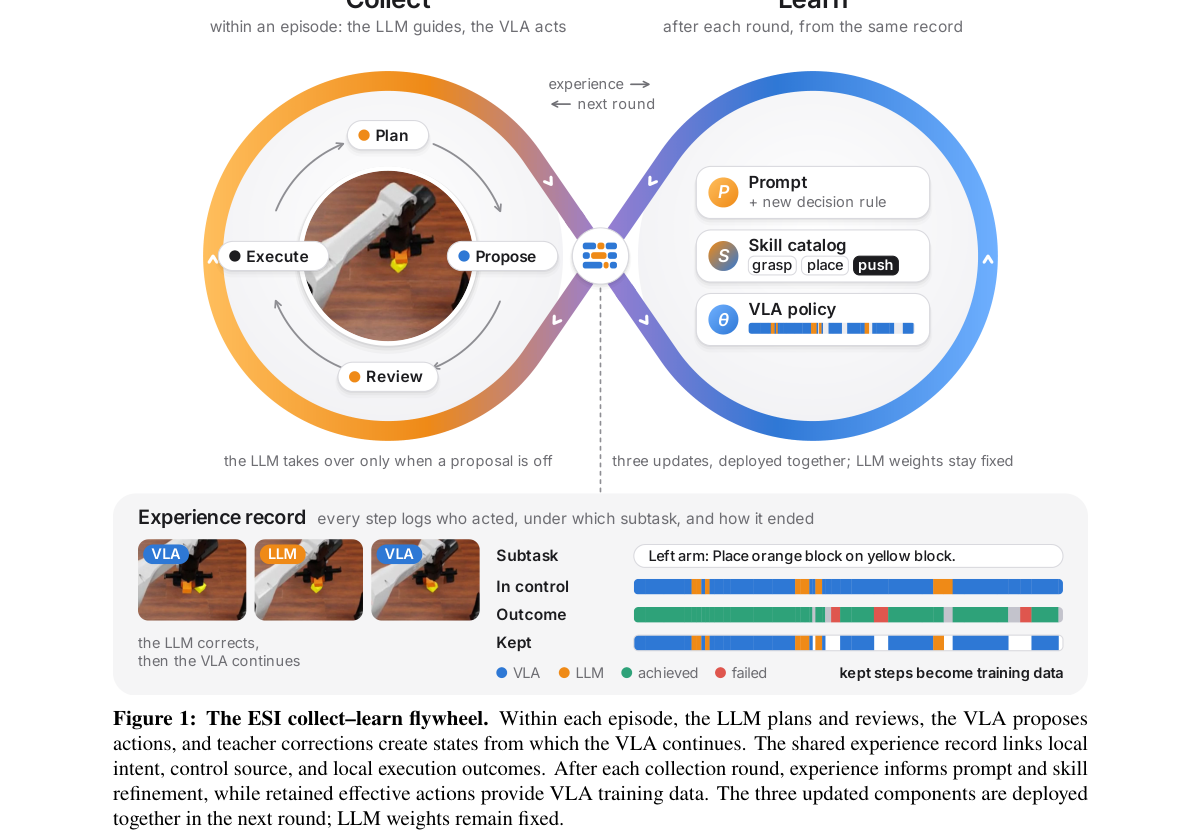 Collect
Learn
within an episode: the LLM guides, the VLA acts
after each round, from the same record
experience →
← next round
Plan
Execute
Propose
Review
P
Prompt
+ new decision rule
S
Skill catalog
grasp place push
θ
VLA policy
the LLM takes over only when a proposal is off
three updates, deployed together; LLM weights stay fixed
Experience record every step logs who acted, under which subtask, and how it ended
VLA
LLM
VLA
the LLM corrects,
then the VLA continues
Subtask
Left arm: Place orange block on yellow block.
In control
Outcome
Kept
VLA LLM achieved failed
kept steps become training data
Figure 1: The ESI collect–learn flywheel. Within each episode, the LLM plans and reviews, the VLA proposes
actions, and teacher corrections create states from which the VLA continues. The shared experience record links local
intent, control source, and local execution outcomes. After each collection round, experience informs prompt and skill
refinement, while retained effective actions provide VLA training data. The three updated components are deployed
together in the next round; LLM weights remain fixed.